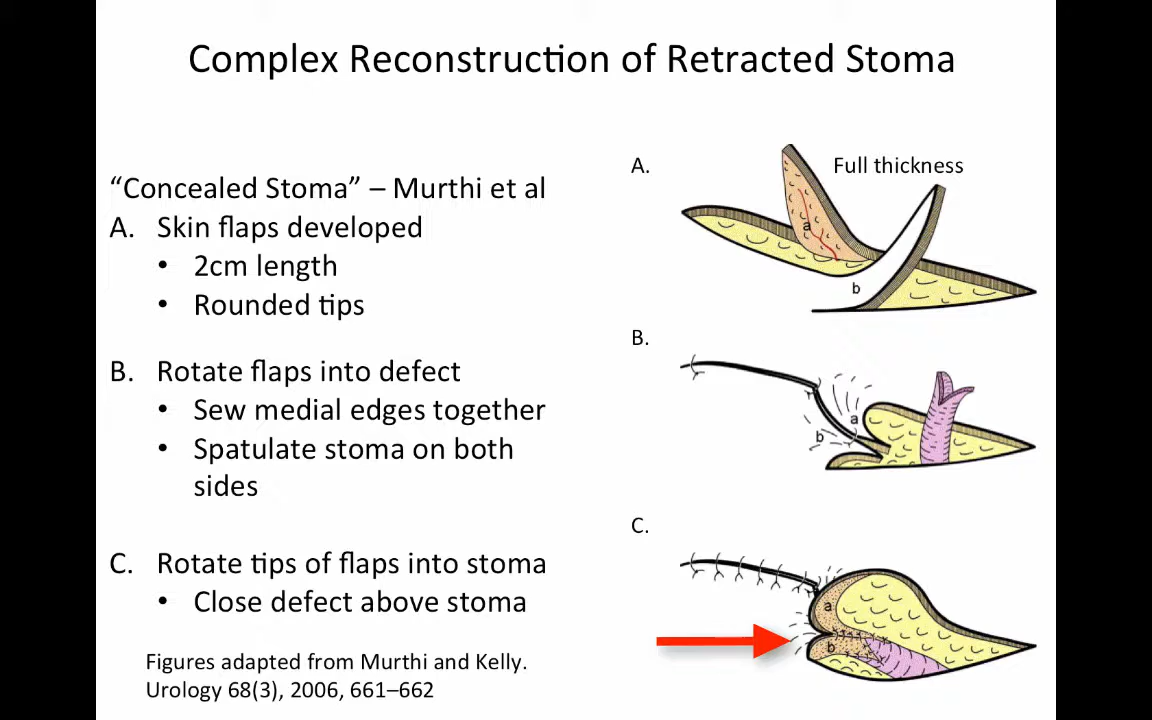 Complex Reconstruction of Retracted Stoma
“Concealed Stoma” – Murthi et al
A. Skin flaps developed
• 2cm length
• Rounded tips
B. Rotate flaps into defect
• Sew medial edges together
• Spatulate stoma on both
sides
C. Rotate tips of flaps into stoma
• Close defect above stoma
Figures adapted from Murthi and Kelly.
Urology 68(3), 2006, 661–662
A.
Full thickness
a
b
B.
a
b
C.
a
b